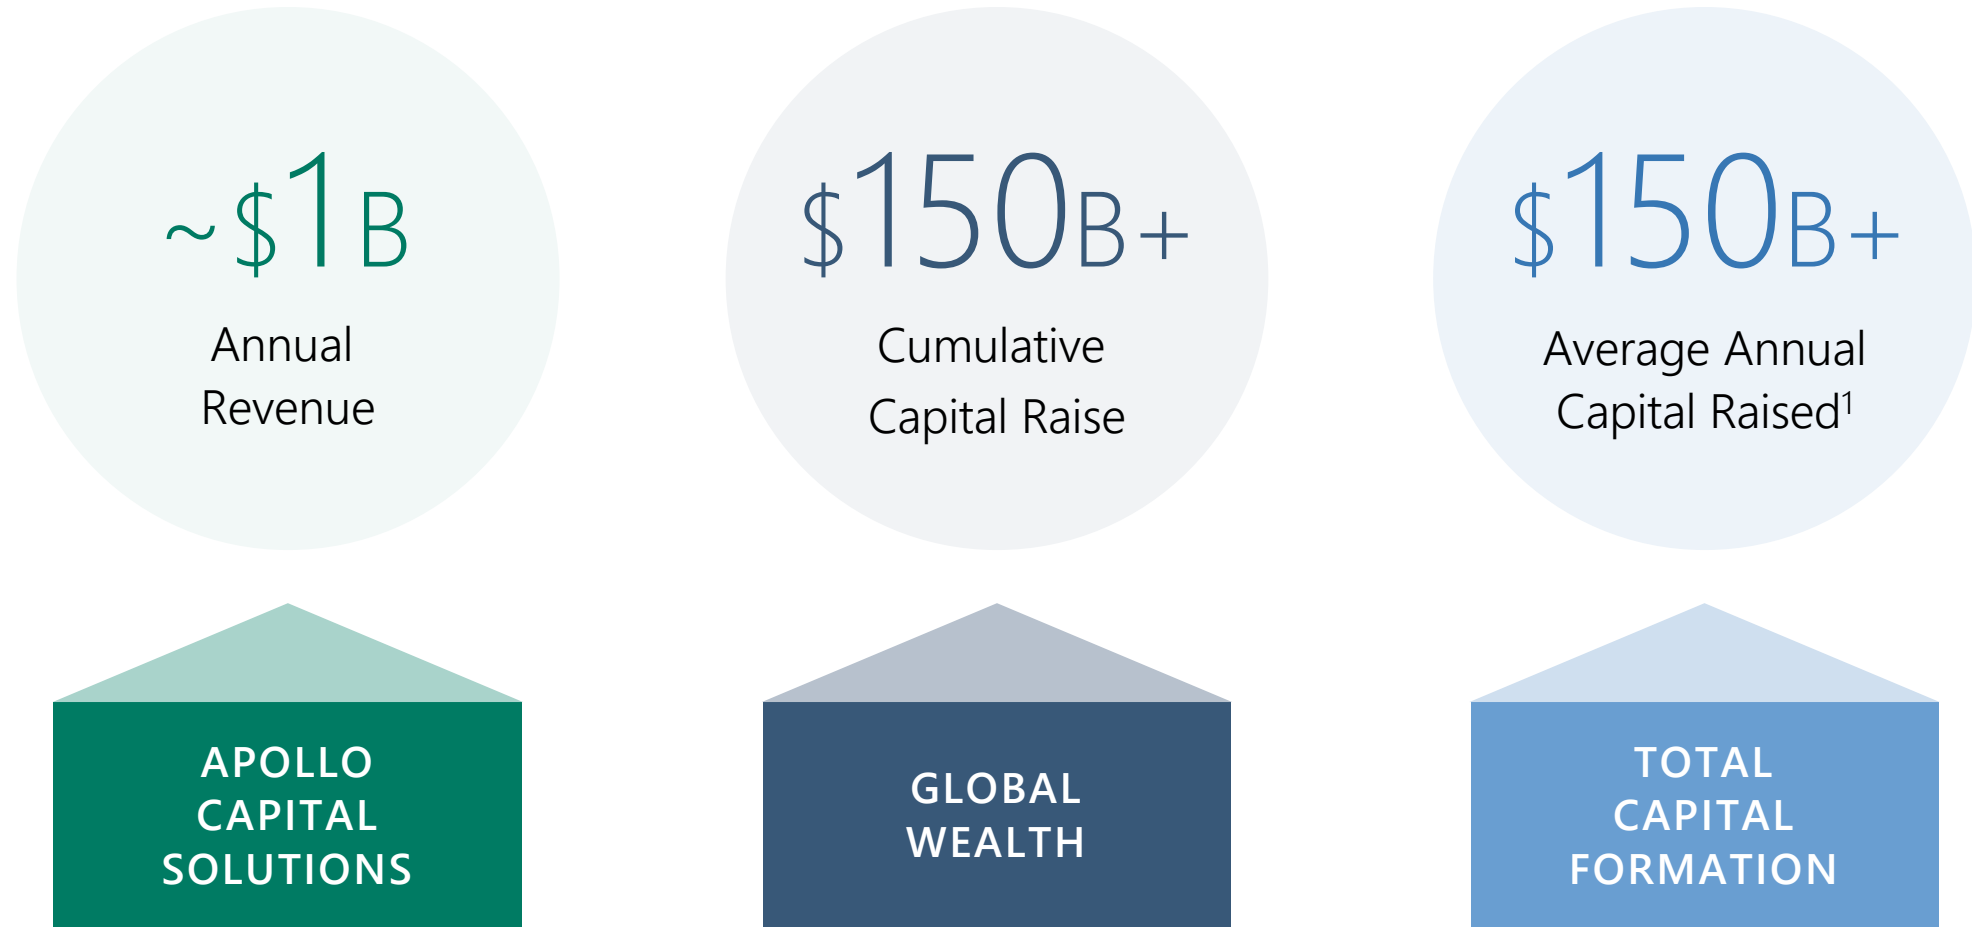 ~$1B
Annual
Revenue
APOLLO
CAPITAL
SOLUTIONS
$150B+
Cumulative
Capital Raise
GLOBAL
WEALTH
$150B+
Average Annual
Capital Raised¹
TOTAL
CAPITAL
FORMATION